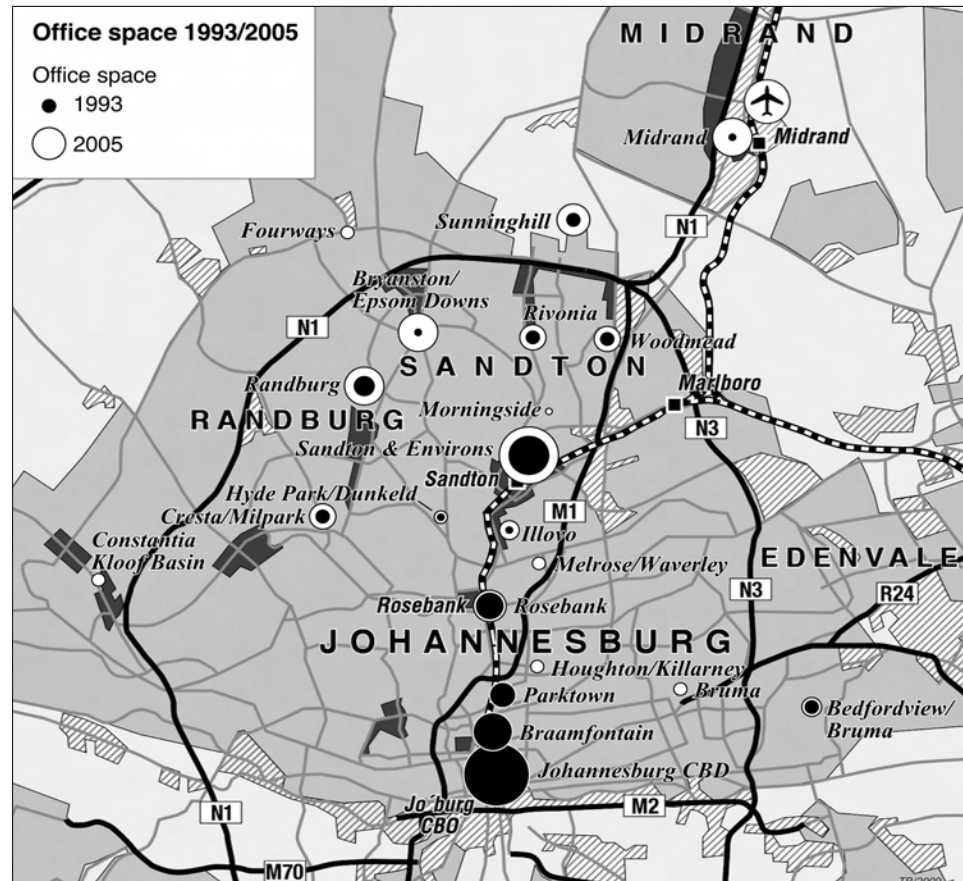 Office space 1993/2005
Office space
1993
2005
MIDRAND
Midrand
Midrand
Sunninghill
Fourways
N1
Bryanston/
Epsom Downs
Rivonia
Woodmead
N1
SANDTON
Randburg
Marlboro
RANDBURG
Morningside
N3
Sandton & Environs
Sandton
Hyde Park/Dunkeld
Cresta/Milpark
M1
Illovo
Constantia
Kloof Basin
Melrose/Waverley
EDENVALE
N3
R24
Rosebank
Rosebank
JOHANNESBURG
Houghton/Killarney
Parktown
Bruma
Bedfordview/
Bruma
Braamfontain
Johannesburg CBD
Jo´burg
CBO
N1
M2
M70